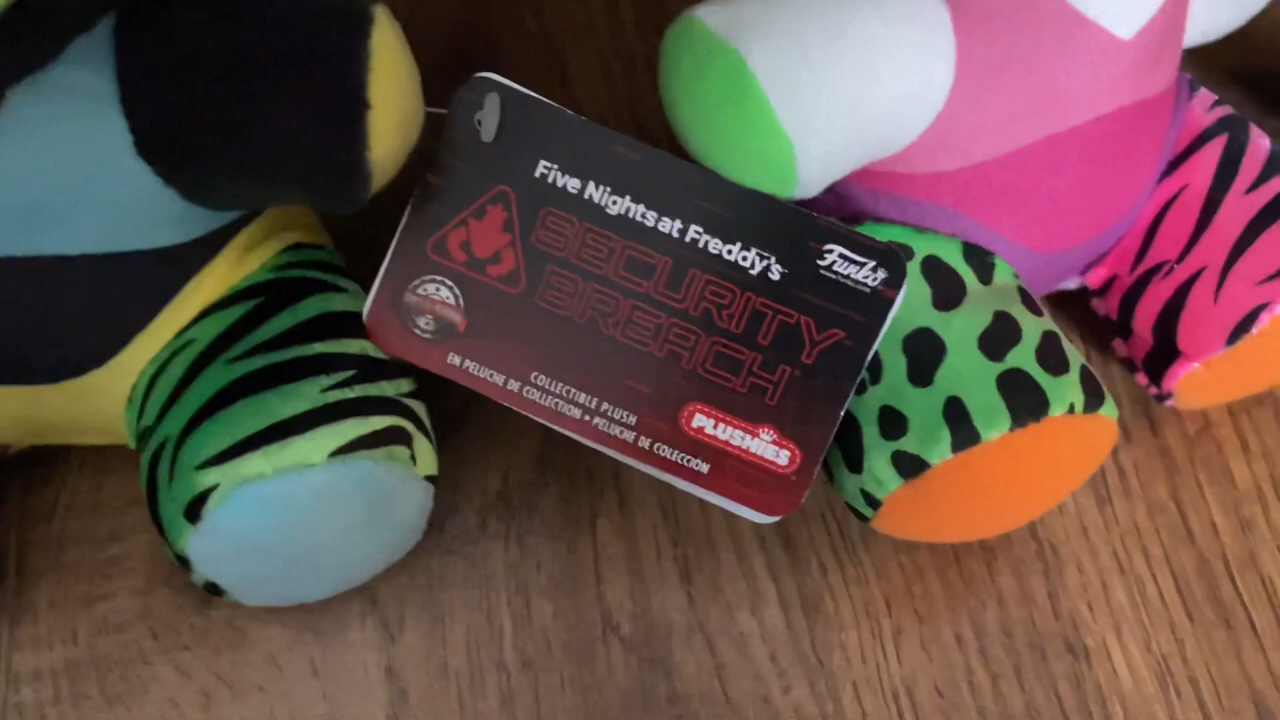 Five Nights at Freddy's
Funko
SECURITY
BREACH
COLLECTIBLE PLUSH
EN PELUCHE DE COLLECTION • PELUCHE DE COLECCIÓN
PLUSHIES